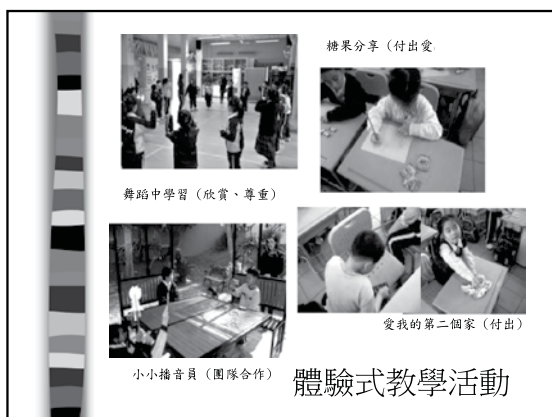 糖果分享（付出愛
舞蹈中學習（欣賞、尊重）
愛我的第二個家（付出）
小小播音員（團隊合作）
體驗式教學活動